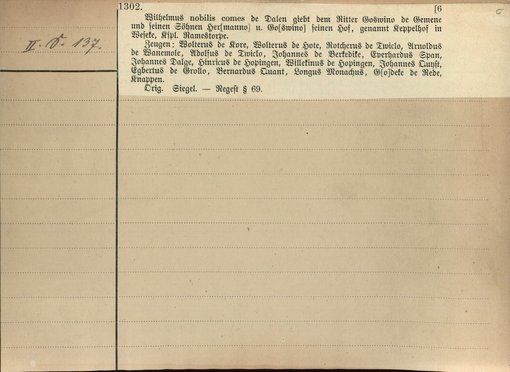 1302. [6
Wilhelmus nobilis comes de Dalen giebt dem Ritter Goswino de Gemene
und seinen Söhnen Her[manno] u. Go[swino] seinen Hof, genannt Keppelhof in
Weseke, Kspl. Ramestorpe.
II. D. 137.
Zeugen: Wolterus de Kore, Wolterus de Hote, Rotcherus de Twiclo, Arnoldus
de Wanemole, Adolfus de Twiclo, Johannes de Berkedike, Everhardus Span,
Johannes Dalge, Hinricus de Hopingen, Willekinus de Hopingen, Johannes Quyst,
Egbertus de Grollo, Bernardus Quant, Longus Monachus, G[o]deke de Rede,
Knappen.
Orig. Siegel. — Regest § 69.